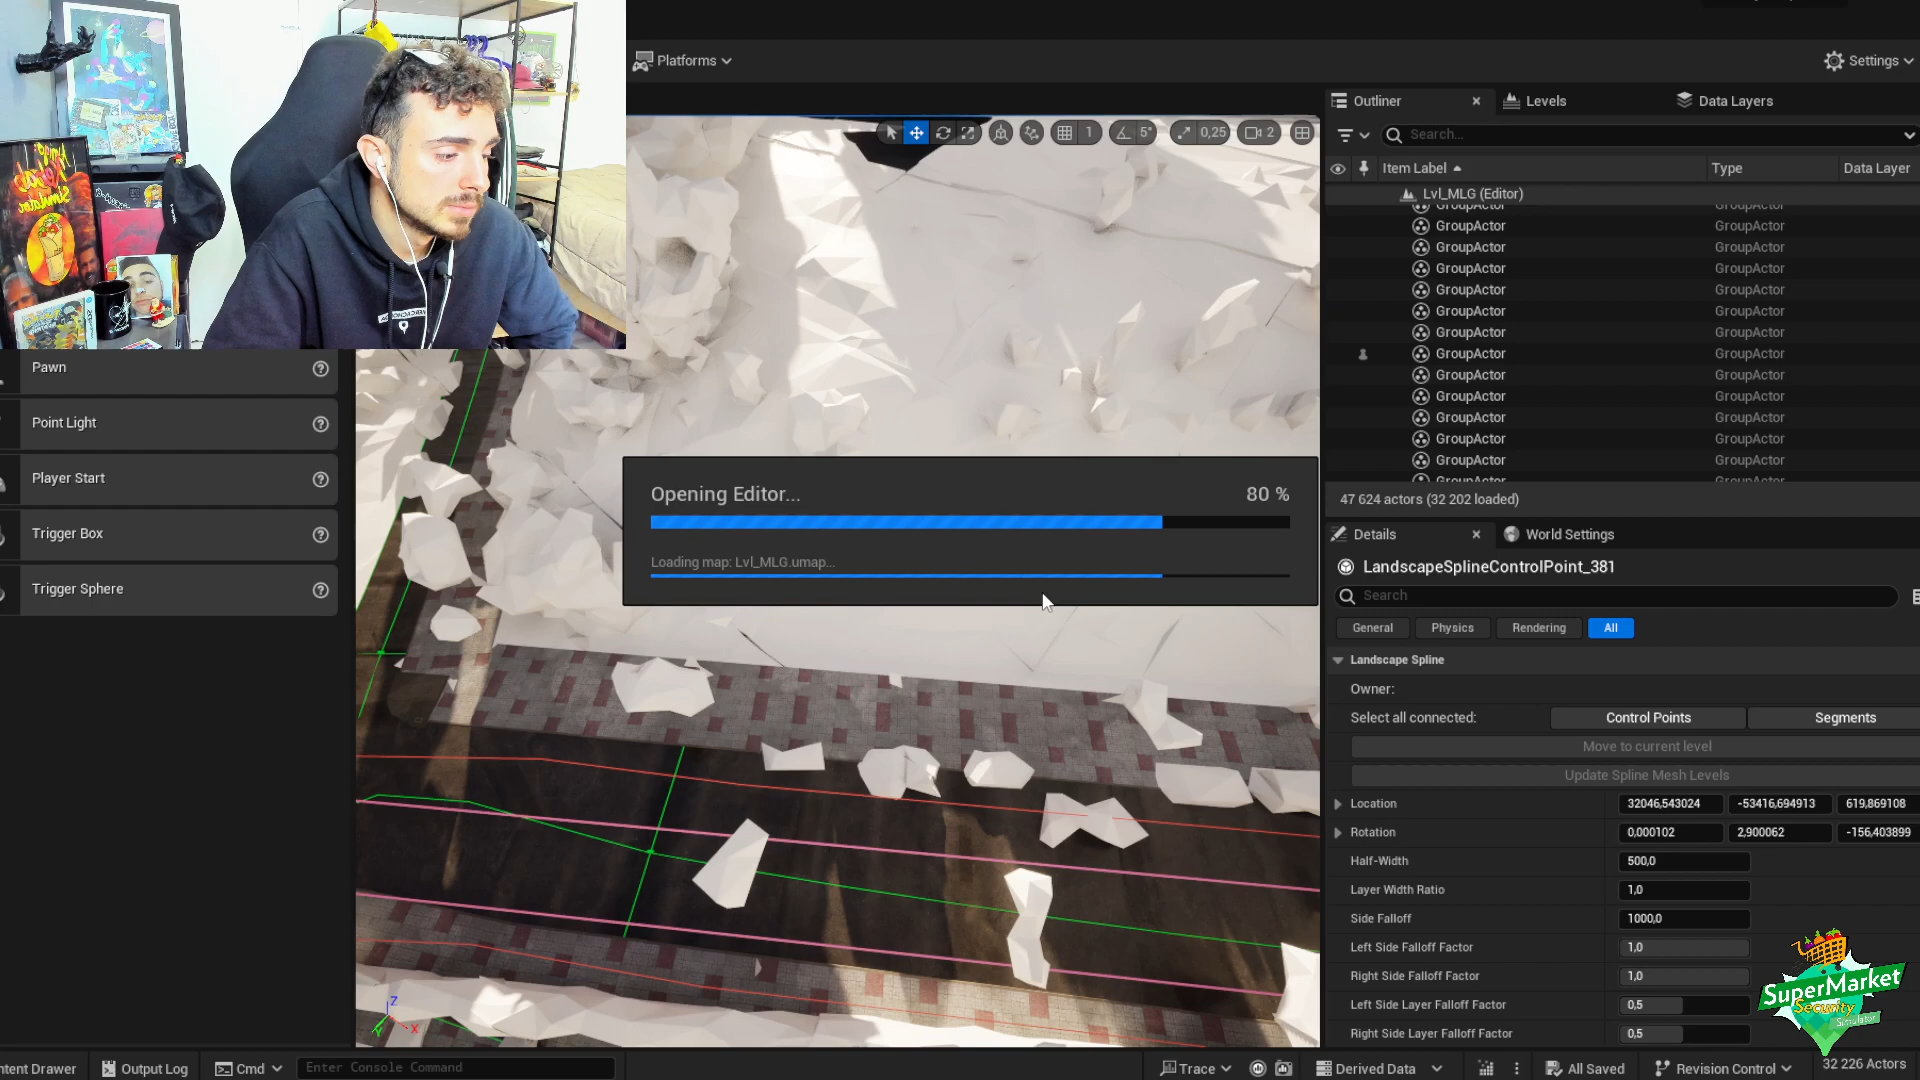 Platforms
Settings
Outliner
Levels
Data Layers
1
5°
0,25
2
Search...
Item Label
Type
Data Layer
Lvl_MLG (Editor)
GroupActor GroupActor
GroupActor GroupActor
GroupActor GroupActor
GroupActor GroupActor
GroupActor GroupActor
GroupActor GroupActor
GroupActor GroupActor
GroupActor GroupActor
GroupActor GroupActor
GroupActor GroupActor
GroupActor GroupActor
GroupActor GroupActor
GroupActor GroupActor
47 624 actors (32 202 loaded)
Pawn
Point Light
Player Start
Trigger Box
Trigger Sphere
Opening Editor... 80 %
Loading map: Lvl_MLG.umap...
Details
World Settings
LandscapeSplineControlPoint_381
Search
General Physics Rendering All
Landscape Spline
Owner:
Select all connected: Control Points Segments
Move to current level
Update Spline Mesh Levels
Location 32046,543024 -53416,694913 619,869108
Rotation 0,000102 2,900062 -156,403899
Half-Width 500,0
Layer Width Ratio 1,0
Side Falloff 1000,0
Left Side Falloff Factor 1,0
Right Side Falloff Factor 1,0
Left Side Layer Falloff Factor 0,5
Right Side Layer Falloff Factor 0,5
SuperMarket
Security
Simulator
Z
Y
X
ntent Drawer
Output Log
Cmd
Enter Console Command
Trace
Derived Data
All Saved
Revision Control
32 226 Actors